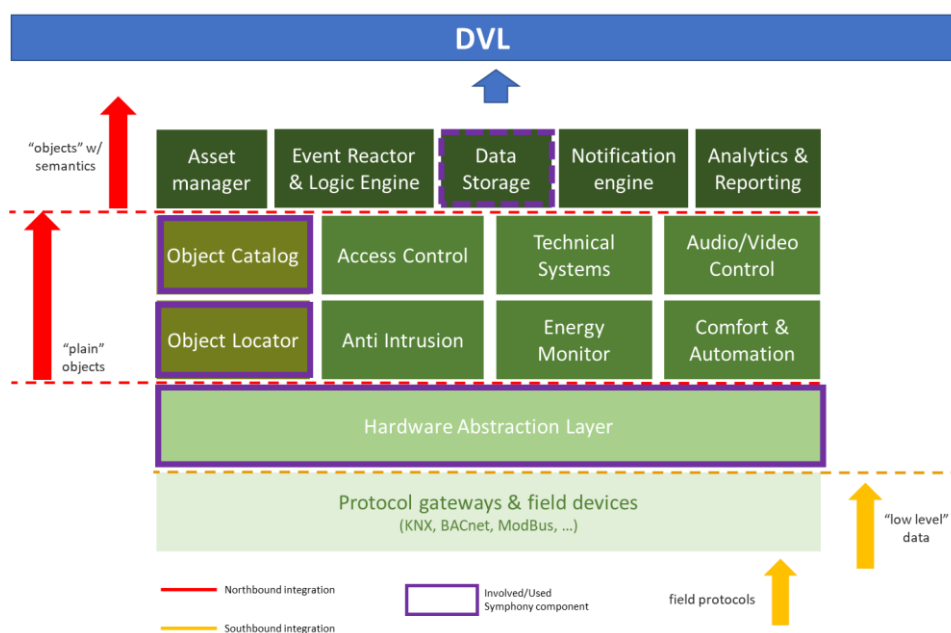 DVL
"objects" w/
semantics
Asset
manager
Event Reactor
& Logic Engine
Data
Storage
Notification
engine
Analytics &
Reporting
Object Catalog
Access Control
Technical
Systems
Audio/Video
Control
"plain"
objects
Object Locator
Anti Intrusion
Energy
Monitor
Comfort &
Automation
Hardware Abstraction Layer
Protocol gateways & field devices
(KNX, BACnet, ModBus, ...)
"low level"
data
field protocols
Northbound integration
Southbound integration
Involved/Used
Symphony component